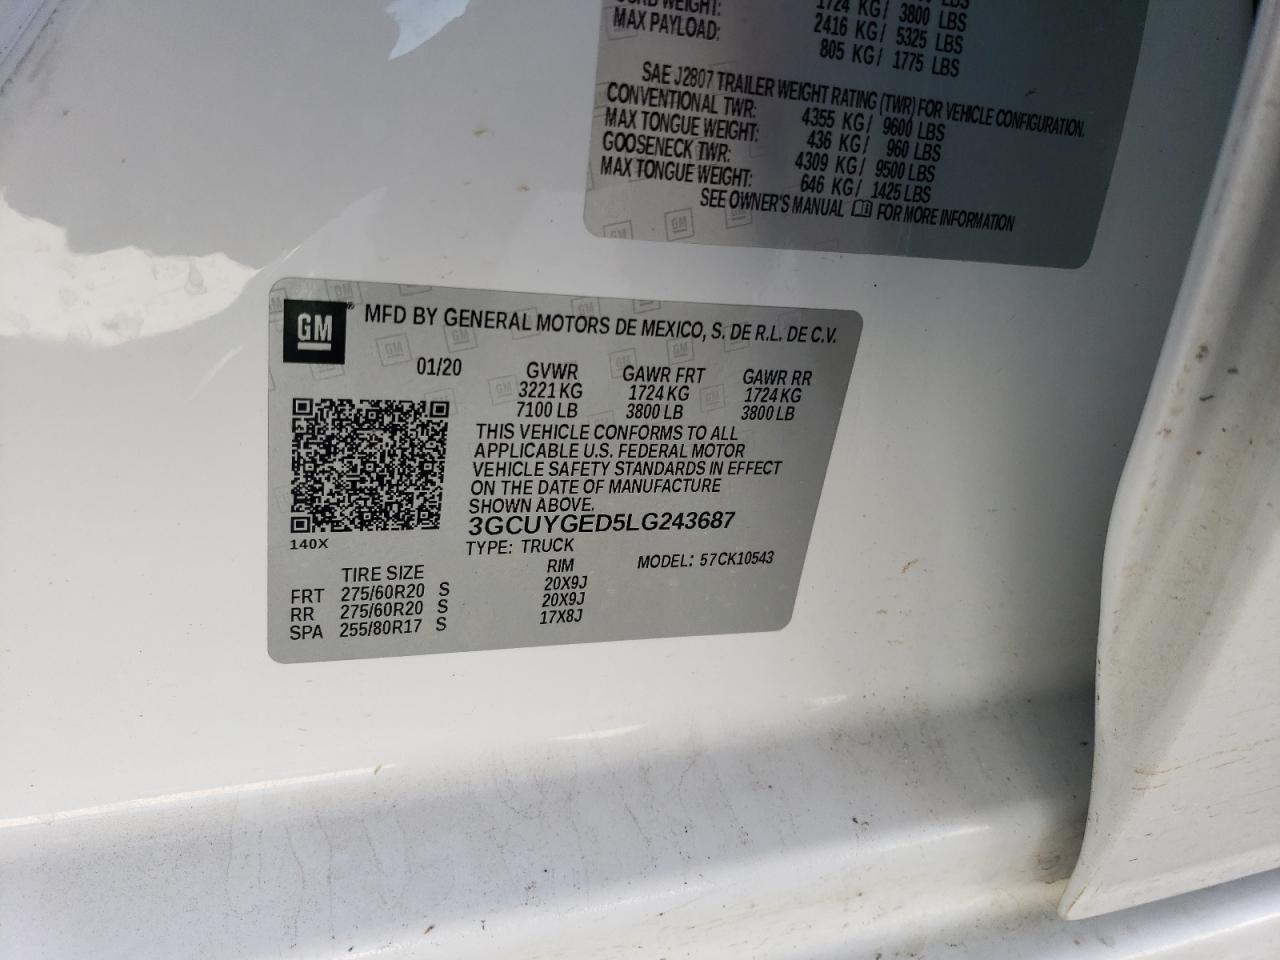 CURB WEIGHT: 1724 KG/ 3800 LBS
MAX PAYLOAD: 2416 KG/ 5325 LBS
805 KG/ 1775 LBS
SAE J2807 TRAILER WEIGHT RATING (TWR) FOR VEHICLE CONFIGURATION.
CONVENTIONAL TWR: 4355 KG/ 9600 LBS
MAX TONGUE WEIGHT: 436 KG/ 960 LBS
GOOSENECK TWR: 4309 KG/ 9500 LBS
MAX TONGUE WEIGHT: 646 KG/ 1425 LBS
SEE OWNER'S MANUAL FOR MORE INFORMATION
GM® MFD BY GENERAL MOTORS DE MEXICO, S. DE R.L. DE C.V.
01/20 GVWR GAWR FRT GAWR RR
3221 KG 1724 KG 1724 KG
7100 LB 3800 LB 3800 LB
THIS VEHICLE CONFORMS TO ALL
APPLICABLE U.S. FEDERAL MOTOR
VEHICLE SAFETY STANDARDS IN EFFECT
ON THE DATE OF MANUFACTURE
SHOWN ABOVE.
3GCUYGED5LG243687
140X TYPE: TRUCK MODEL: 57CK10543
TIRE SIZE RIM
FRT 275/60R20 S 20X9J
RR 275/60R20 S 20X9J
SPA 255/80R17 S 17X8J